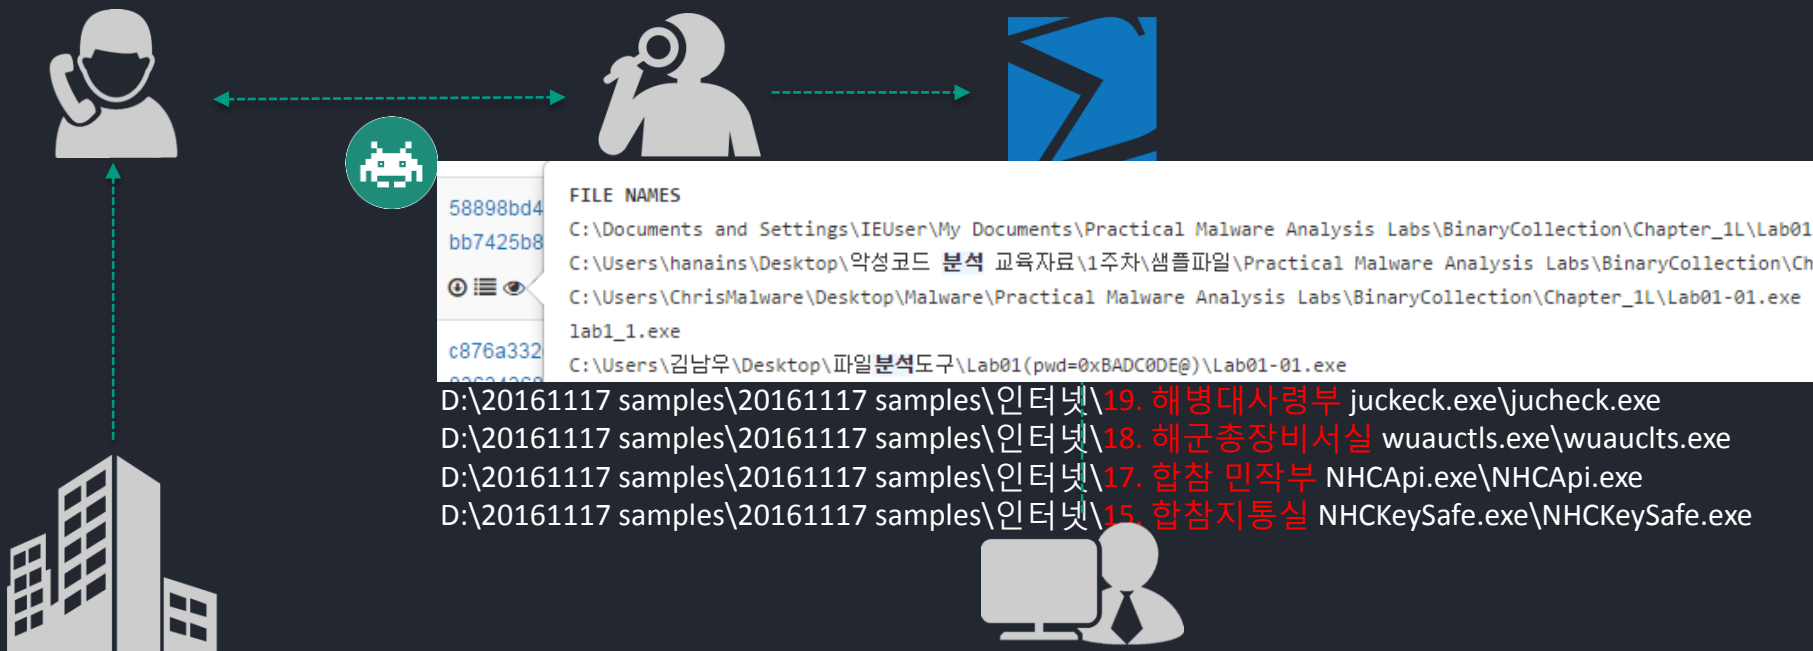 FILE NAMES
58898bd4
bb7425b8
C:\Documents and Settings\IEUser\My Documents\Practical Malware Analysis Labs\BinaryCollection\Chapter_1L\Lab01
C:\Users\hanains\Desktop\악성코드 분석 교육자료\1주차\샘플파일\Practical Malware Analysis Labs\BinaryCollection\Ch
C:\Users\ChrisMalware\Desktop\Malware\Practical Malware Analysis Labs\BinaryCollection\Chapter_1L\Lab01-01.exe
lab1_1.exe
c876a332
C:\Users\김남우\Desktop\파일분석도구\Lab01(pwd=0xBADC0DE@)\Lab01-01.exe
D:\20161117 samples\20161117 samples\인터넷\19. 해병대사령부 juckeck.exe\jucheck.exe
D:\20161117 samples\20161117 samples\인터넷\18. 해군총장비서실 wuauctls.exe\wuauclts.exe
D:\20161117 samples\20161117 samples\인터넷\17. 합참 민작부 NHCApi.exe\NHCApi.exe
D:\20161117 samples\20161117 samples\인터넷\15. 합참지통실 NHCKeySafe.exe\NHCKeySafe.exe